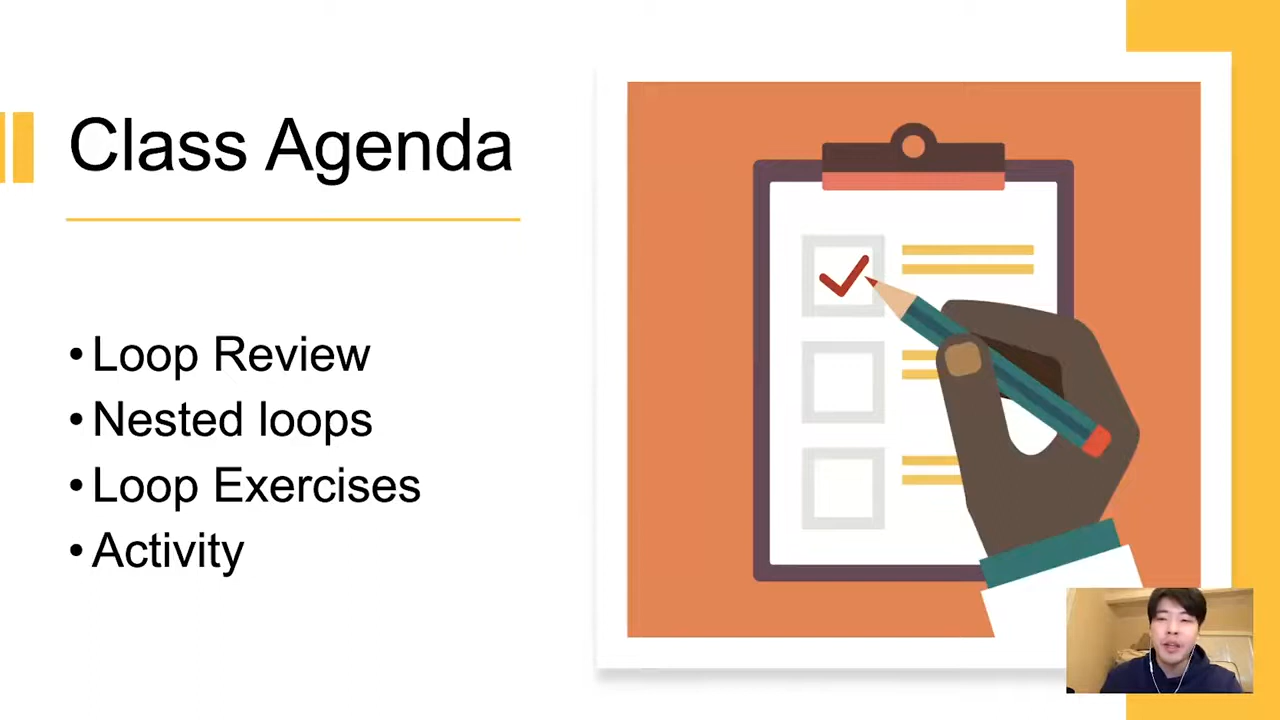 Class Agenda
• Loop Review
• Nested loops
• Loop Exercises
• Activity